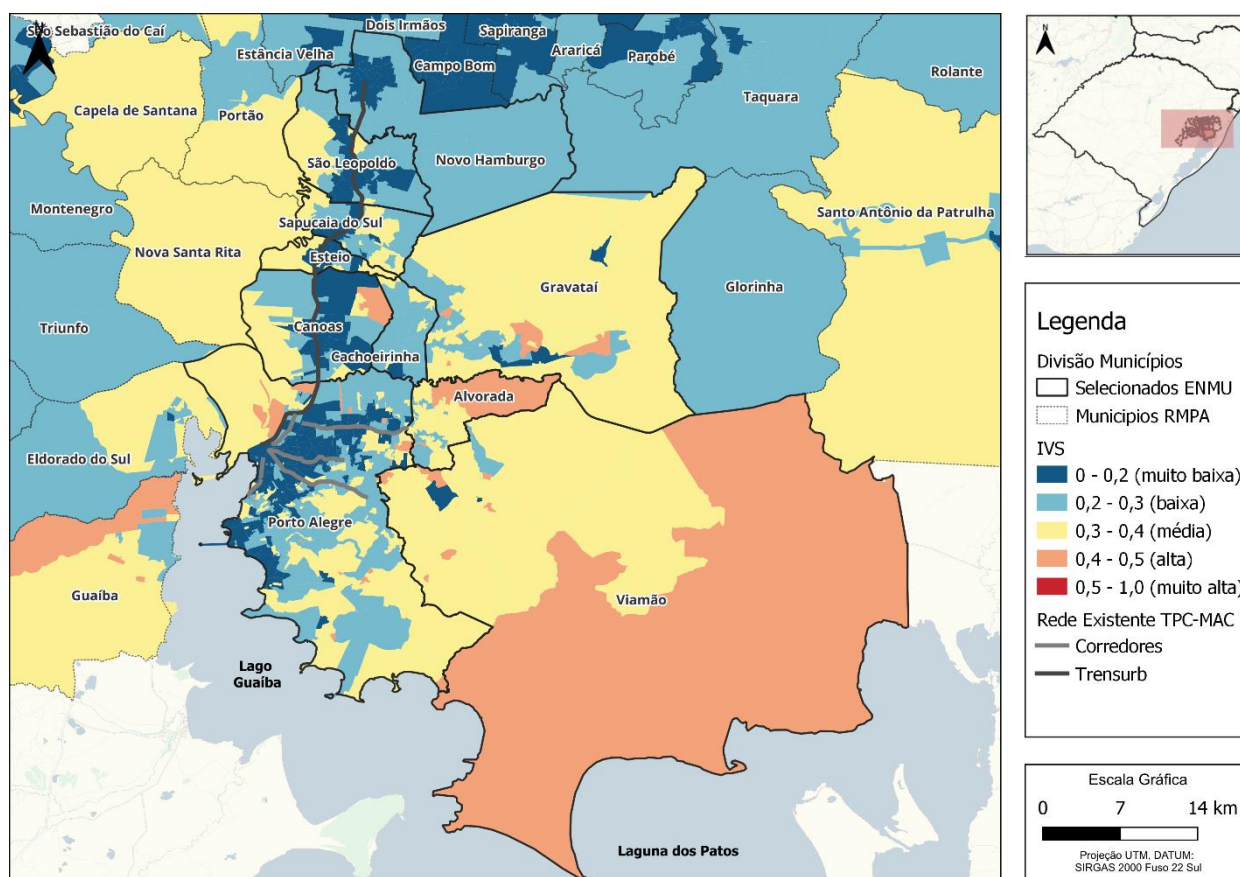 São Sebastião do Caí
Dois Irmãos
Sapiranga
Estância Velha
Araricá
Campo Bom
Parobé
Rolante
Capela de Santana
Portão
Taquara
São Leopoldo
Novo Hamburgo
Montenegro
Sapucaia do Sul
Santo Antônio da Patrulha
Nova Santa Rita
Esteio
Gravataí
Glorinha
Triunfo
Canoas
Cachoeirinha
Alvorada
Eldorado do Sul
Porto Alegre
Guaíba
Viamão
Lago
Guaíba
Laguna dos Patos
Legenda
Divisão Municípios
Selecionados ENMU
Municipios RMPA
IVS
0 - 0,2 (muito baixa)
0,2 - 0,3 (baixa)
0,3 - 0,4 (média)
0,4 - 0,5 (alta)
0,5 - 1,0 (muito alta)
Rede Existente TPC-MAC
Corredores
Trensurb
Escala Gráfica
0 7 14 km
Projeção UTM, DATUM:
SIRGAS 2000 Fuso 22 Sul